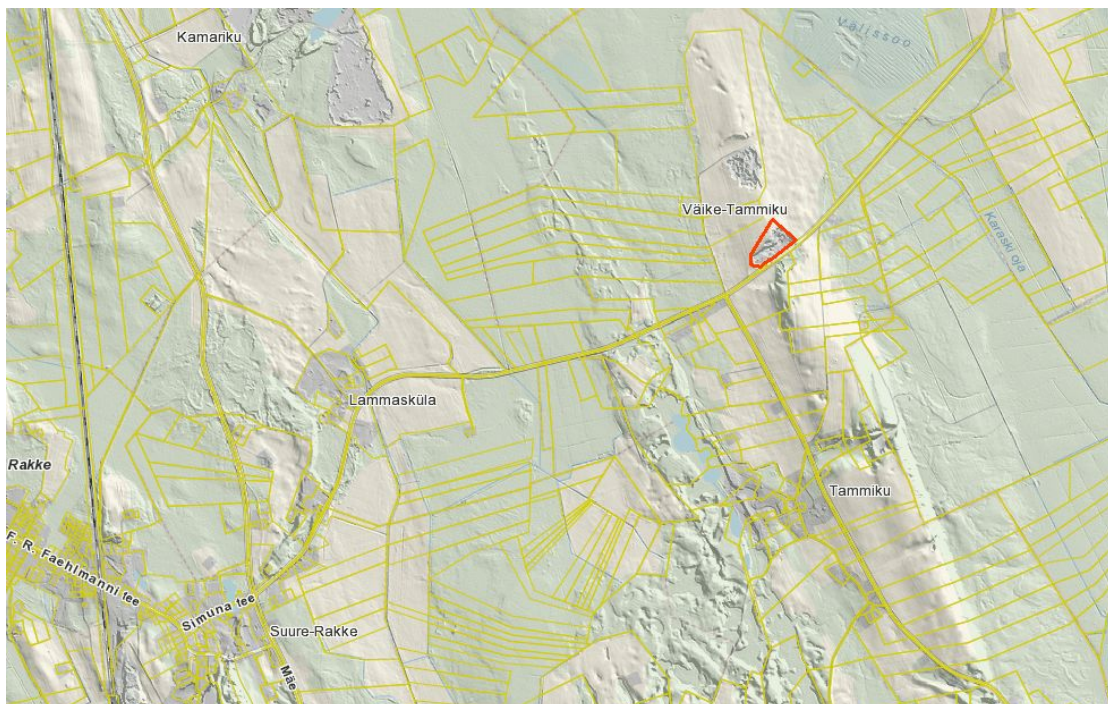 Kamariku
Välissoo
Väike-Tammiku
Karaski oja
Lammasküla
Rakke
Tammiku
F. R. Faehlmanni tee
Simuna tee
Suure-Rakke
Mäe